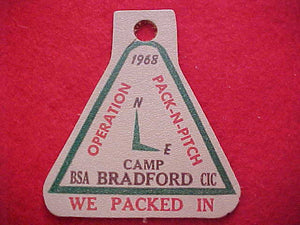 1968
OPERATION
PACK-N-PITCH
N
E
CAMP
BSA BRADFORD CIC
WE PACKED IN